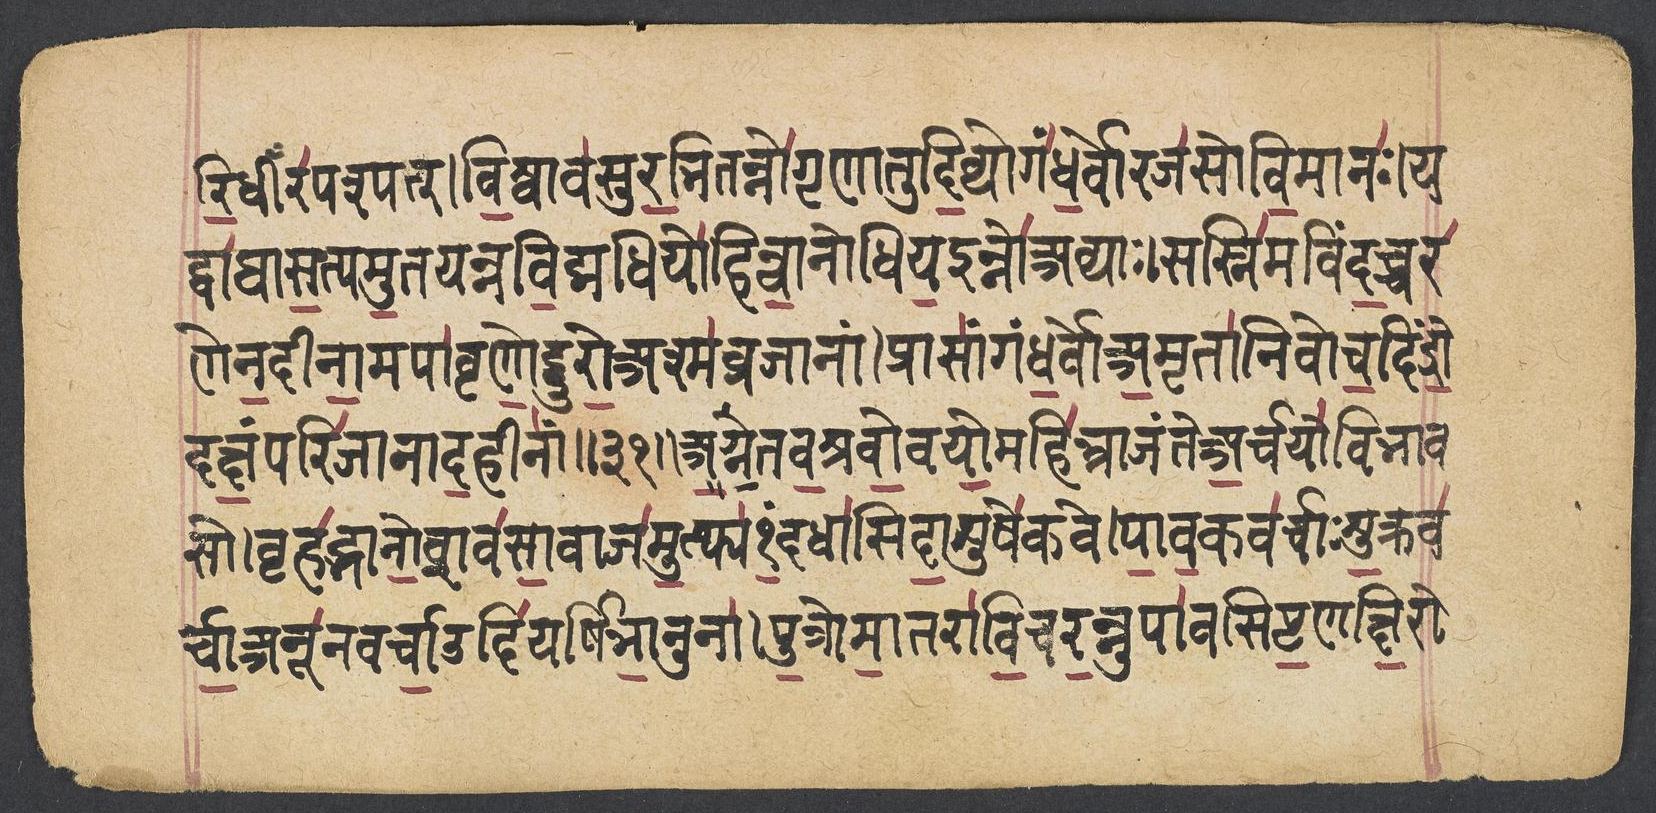 रिधीँरपश्यत्। विश्वावसुरभितन्नोगृणातुदिव्योगंधर्वोरजसोविमानः। य
द्वाघासत्यमुतयन्नविद्मधियोहिन्वानोधियइन्नोअव्याः। सस्निमविंदच्चर
णेनदीनामपावृणोद्दुरोअश्मव्रजानां। प्रासांगंधर्वोअमृतानिवोचदिंद्रो
दक्षंपरिजानादहीनां॥३१॥अग्नेतवश्रवोवयोमहिभ्राजंतेअर्चयोविभाव
सो। बृहद्भानोशवसावाजमुक्थ्य१ंदधासिदाशुषेकवे। पावकवर्चाःशुक्रव
र्चाअनूनवर्चाउदियर्षिभानुना। पुत्रोमातराविचरन्नुपावसिपृणक्षिरो